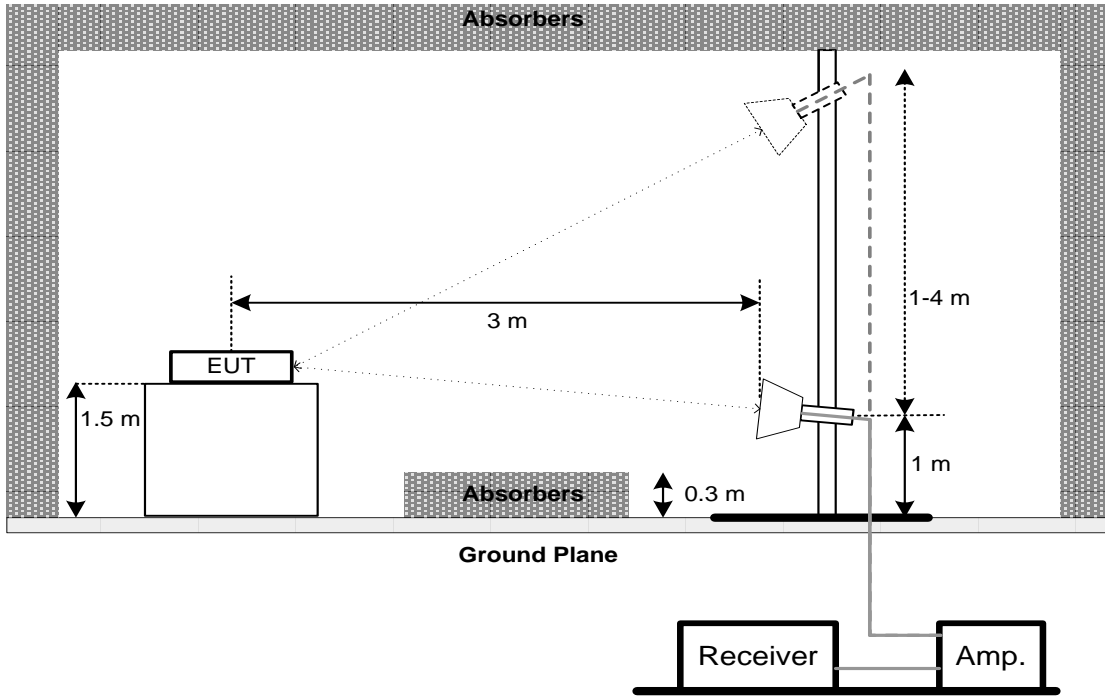 Absorbers
1-4 m
3 m
EUT
1.5 m
1 m
Absorbers
0.3 m
Ground Plane
Receiver
Amp.